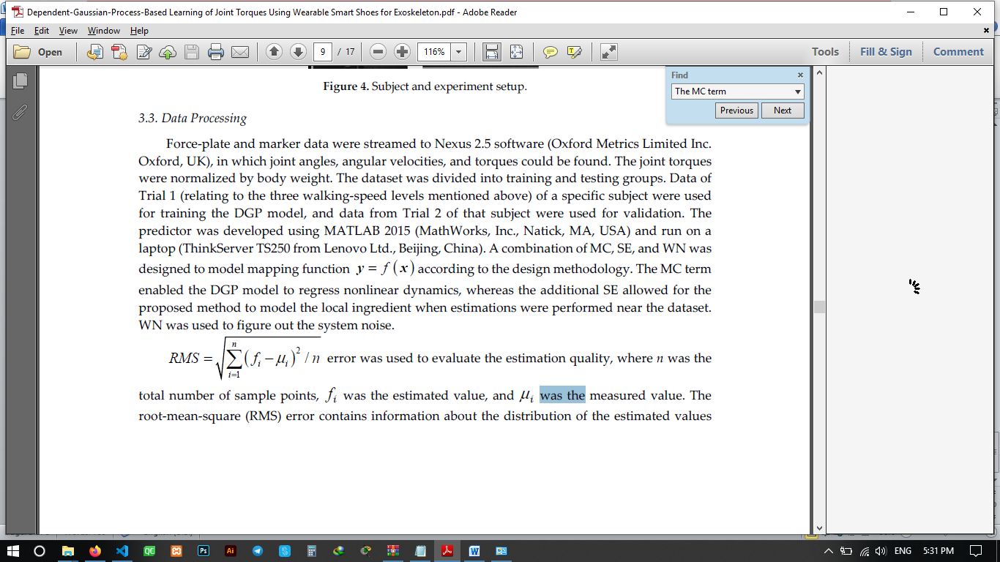 Dependent-Gaussian-Process-Based Learning of Joint Torques Using Wearable Smart Shoes for Exoskeleton.pdf - Adobe Reader
File Edit View Window Help
Open 9 / 17 116% Tools Fill & Sign Comment
Find
The MC term
Previous Next
Figure 4. Subject and experiment setup.
3.3. Data Processing
Force-plate and marker data were streamed to Nexus 2.5 software (Oxford Metrics Limited Inc.
Oxford, UK), in which joint angles, angular velocities, and torques could be found. The joint torques
were normalized by body weight. The dataset was divided into training and testing groups. Data of
Trial 1 (relating to the three walking-speed levels mentioned above) of a specific subject were used
for training the DGP model, and data from Trial 2 of that subject were used for validation. The
predictor was developed using MATLAB 2015 (MathWorks, Inc., Natick, MA, USA) and run on a
laptop (ThinkServer TS250 from Lenovo Ltd., Beijing, China). A combination of MC, SE, and WN was
designed to model mapping function y = f (x) according to the design methodology. The MC term
enabled the DGP model to regress nonlinear dynamics, whereas the additional SE allowed for the
proposed method to model the local ingredient when estimations were performed near the dataset.
WN was used to figure out the system noise.
RMS = √∑ⁿᵢ₌₁(fᵢ − μᵢ)² / n error was used to evaluate the estimation quality, where n was the
total number of sample points, fᵢ was the estimated value, and μᵢ was the measured value. The
root-mean-square (RMS) error contains information about the distribution of the estimated values
QC Ps Ai W ENG 5:31 PM